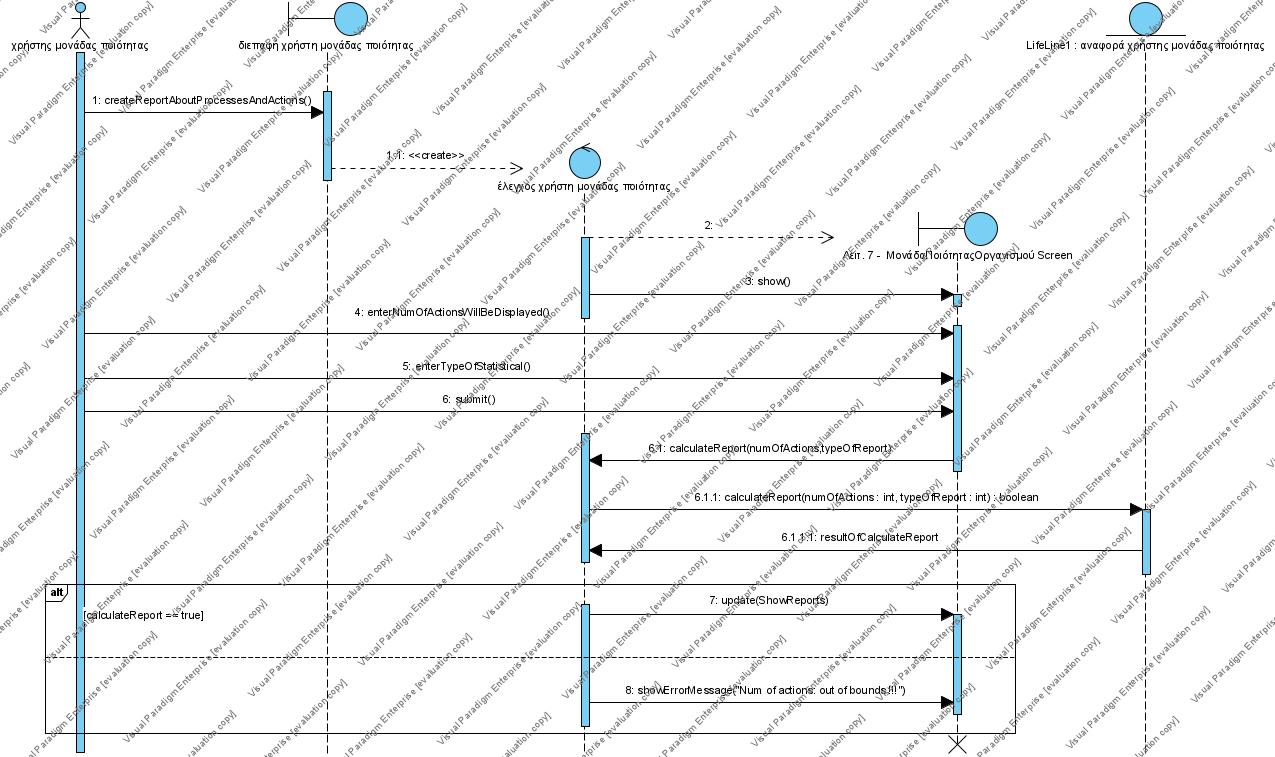 χρήστης μονάδας ποιότητας
διεπαφή χρήστη μονάδας ποιότητας
LifeLine1 : αναφορά χρήστης μονάδας ποιότητας
1: createReportAboutProcessesAndActions()
1.1: <<create>>
έλεγχος χρήστη μονάδας ποιότητας
2:
Λειτ. 7 - ΜονάδαΠοιότηταςΟργανισμού Screen
3: show()
4: enterNumOfActionsWillBeDisplayed()
5: enterTypeOfStatistical()
6: submit()
6.1: calculateReport(numOfActions,typeOfReport)
6.1.1: calculateReport(numOfActions : int, typeOfReport : int) : boolean
6.1.1.1: resultOfCalculateReport
alt
[calculateReport == true]
7: update(ShowReports)
8: showErrorMessage("Num of actions: out of bounds!!!")
Visual Paradigm Enterprise [evaluation copy]